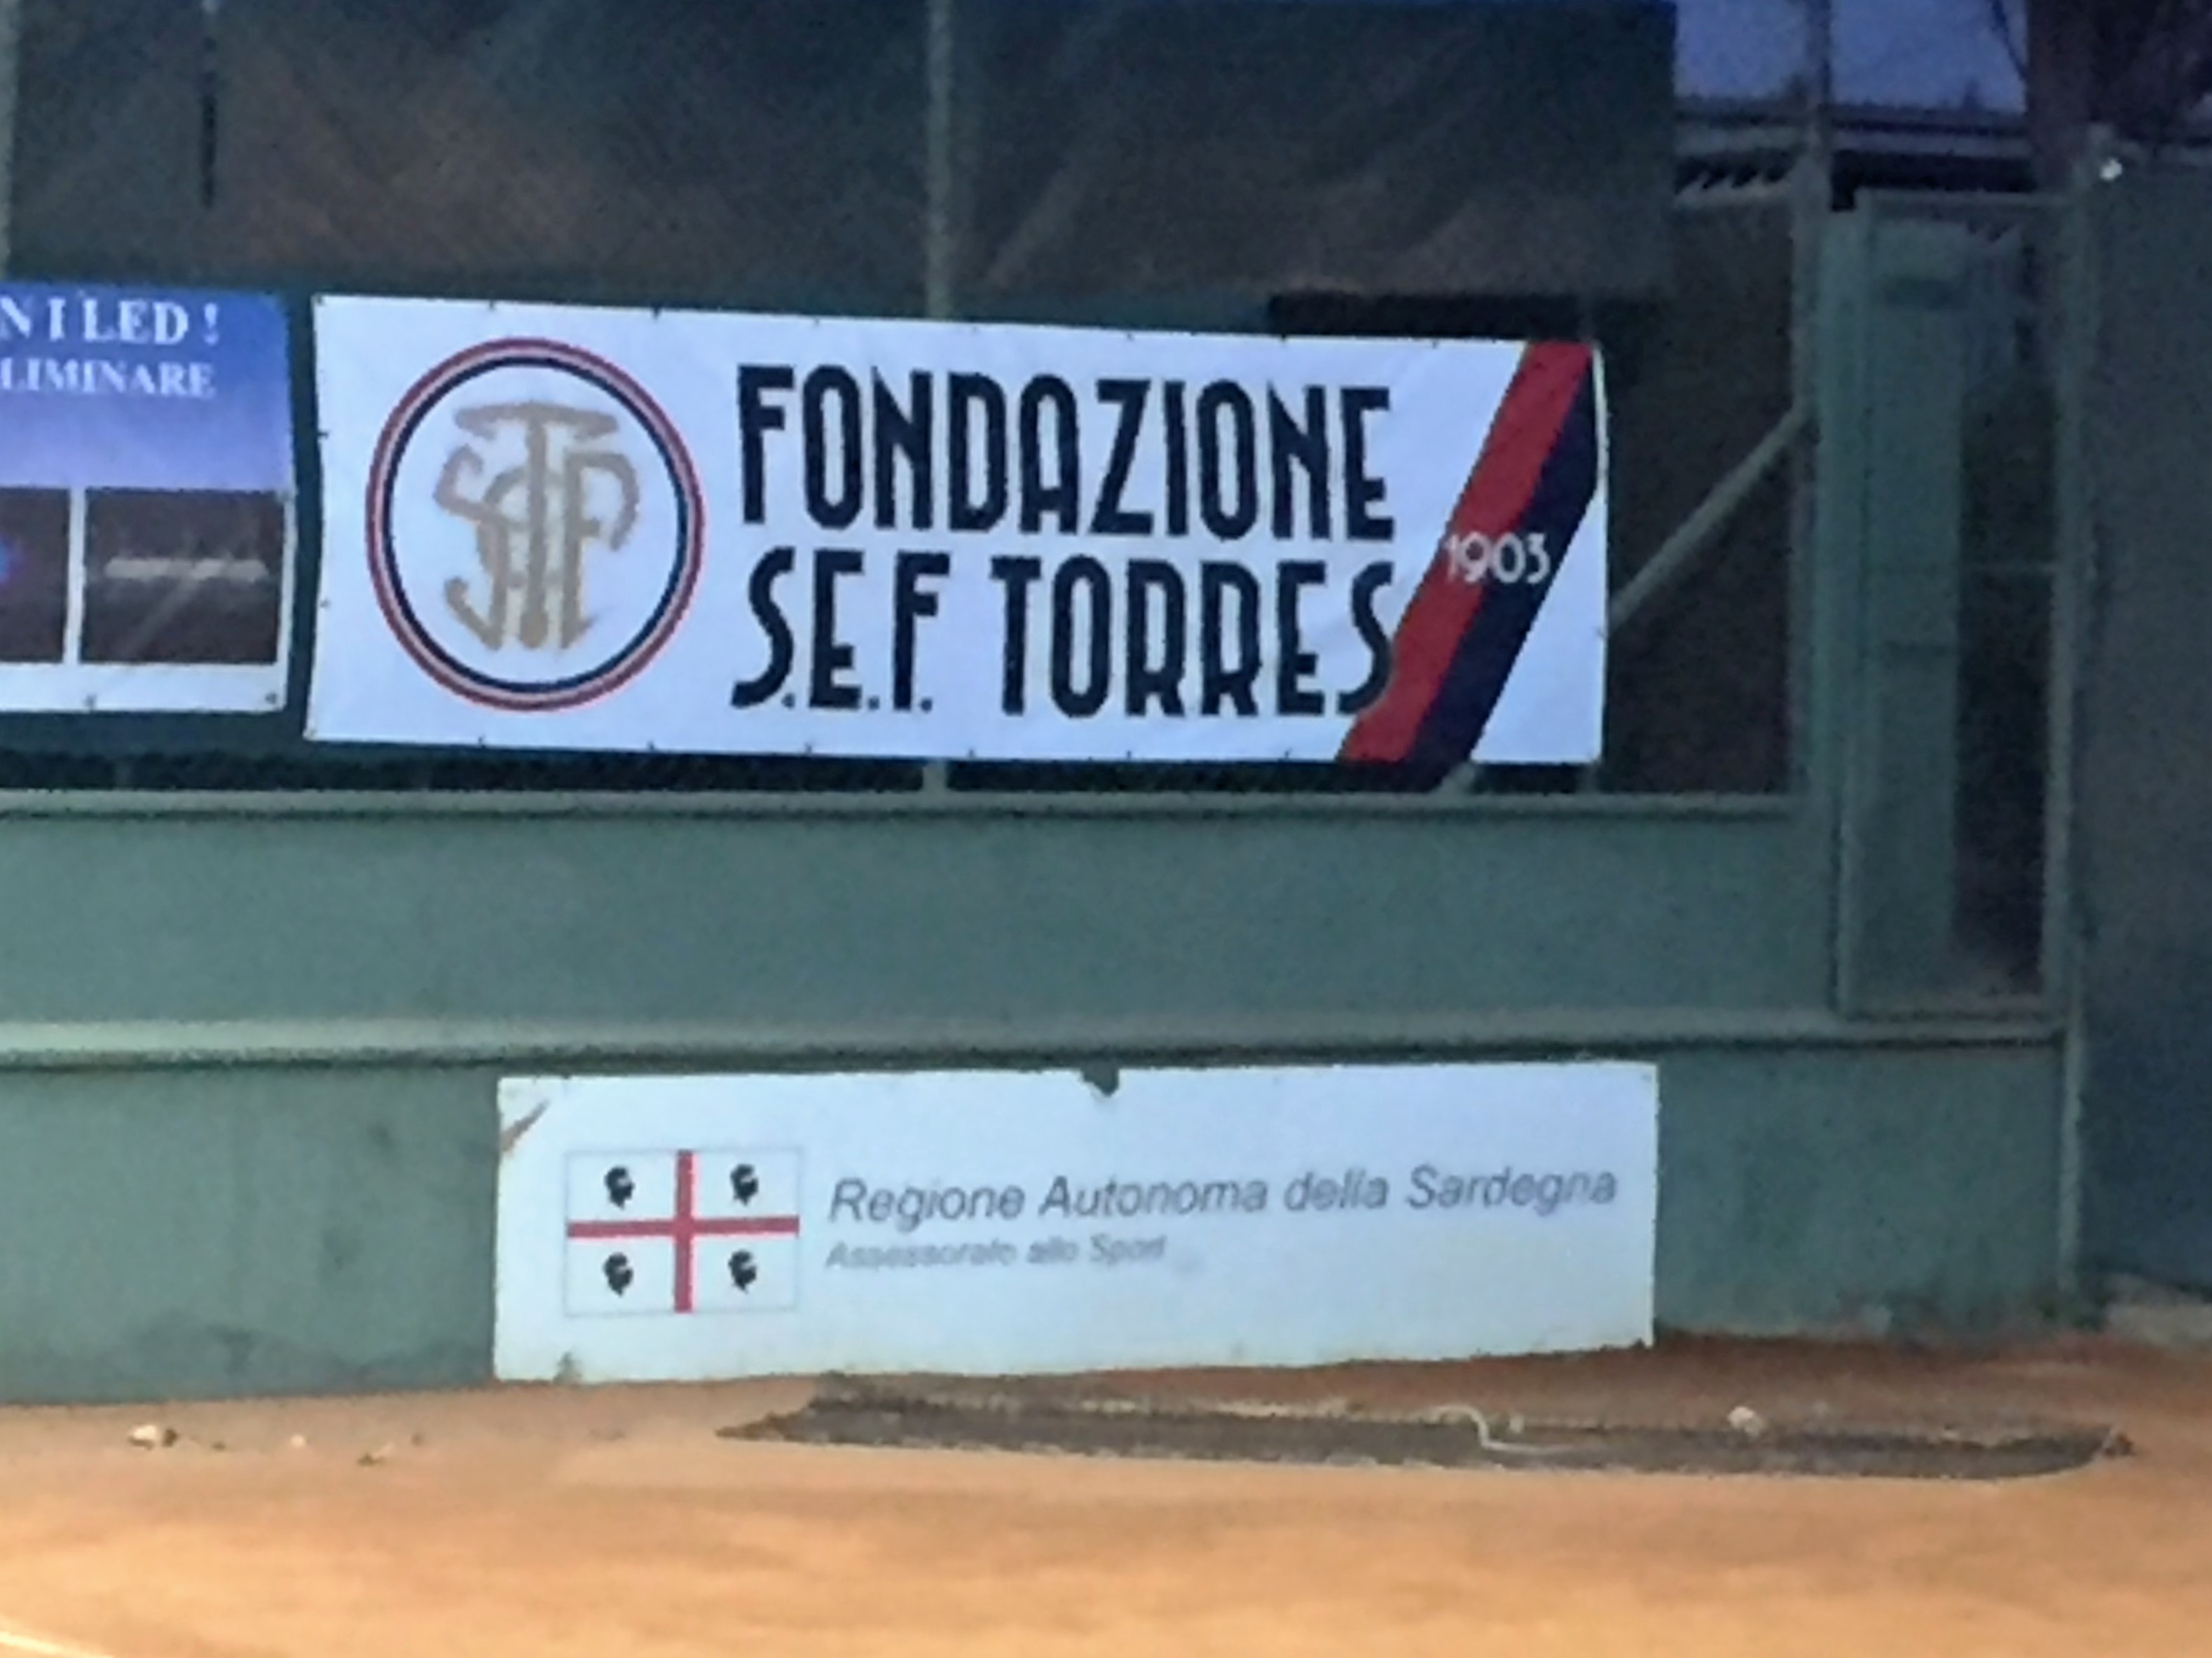 N I LED !
LIMINARE
FONDAZIONE
S.E.F. TORRES
1903
Regione Autonoma della Sardegna
Assessorato allo Sport